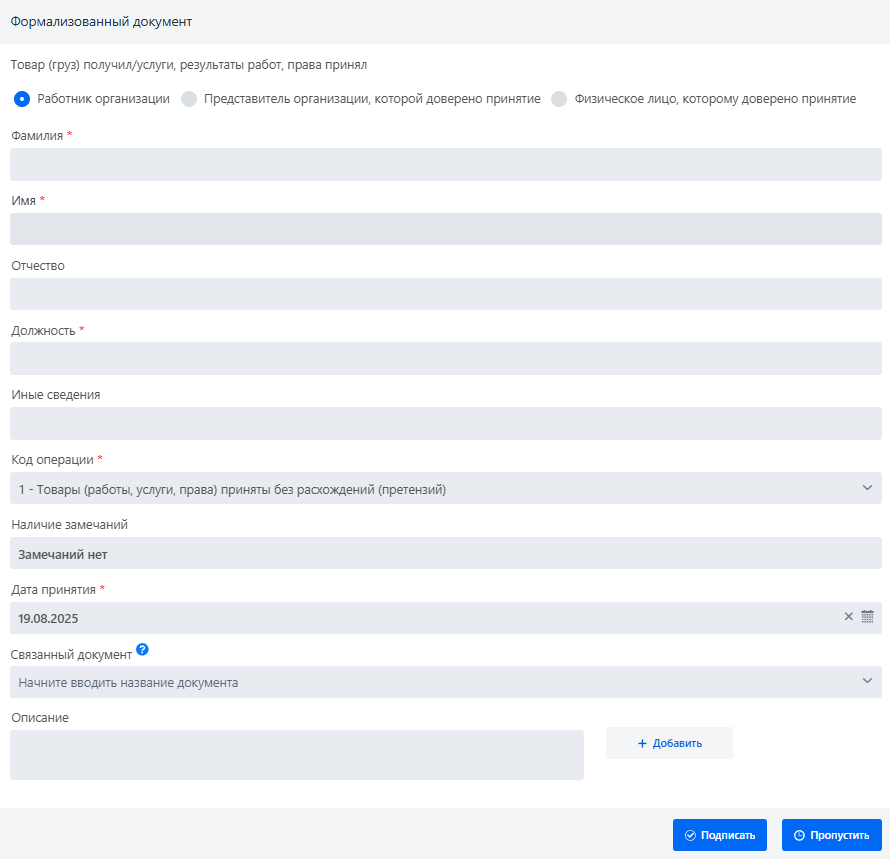 Формализованный документ
Товар (груз) получил/услуги, результаты работ, права принял
Работник организации Представитель организации, которой доверено принятие Физическое лицо, которому доверено принятие
Фамилия *
Имя *
Отчество
Должность *
Иные сведения
Код операции *
1 - Товары (работы, услуги, права) приняты без расхождений (претензий)
Наличие замечаний
Замечаний нет
Дата принятия *
19.08.2025
Связанный документ ?
Начните вводить название документа
Описание
+ Добавить
Подписать Пропустить